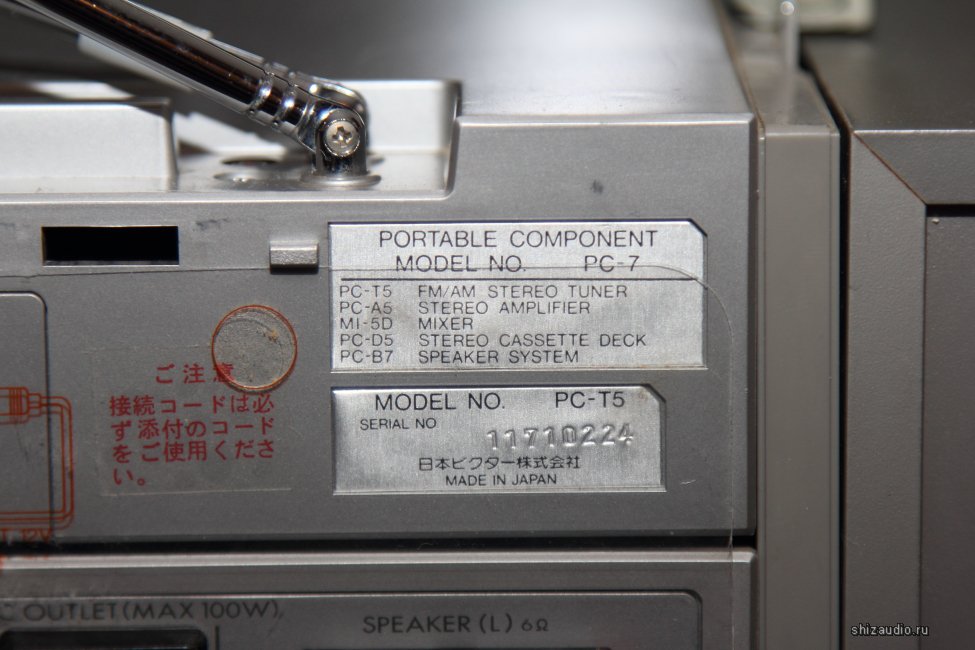 PORTABLE COMPONENT
MODEL NO. PC-7
PC-T5 FM/AM STEREO TUNER
PC-A5 STEREO AMPLIFIER
MI-5D MIXER
PC-D5 STEREO CASSETTE DECK
PC-B7 SPEAKER SYSTEM
ご注意
接続コードは必
ず添付のコード
をご使用くださ
い。
MODEL NO. PC-T5
SERIAL NO 11710224
日本ビクター株式会社
MADE IN JAPAN
12V
OUTLET (MAX 100W),
SPEAKER (L) 6Ω
shizaudio.ru